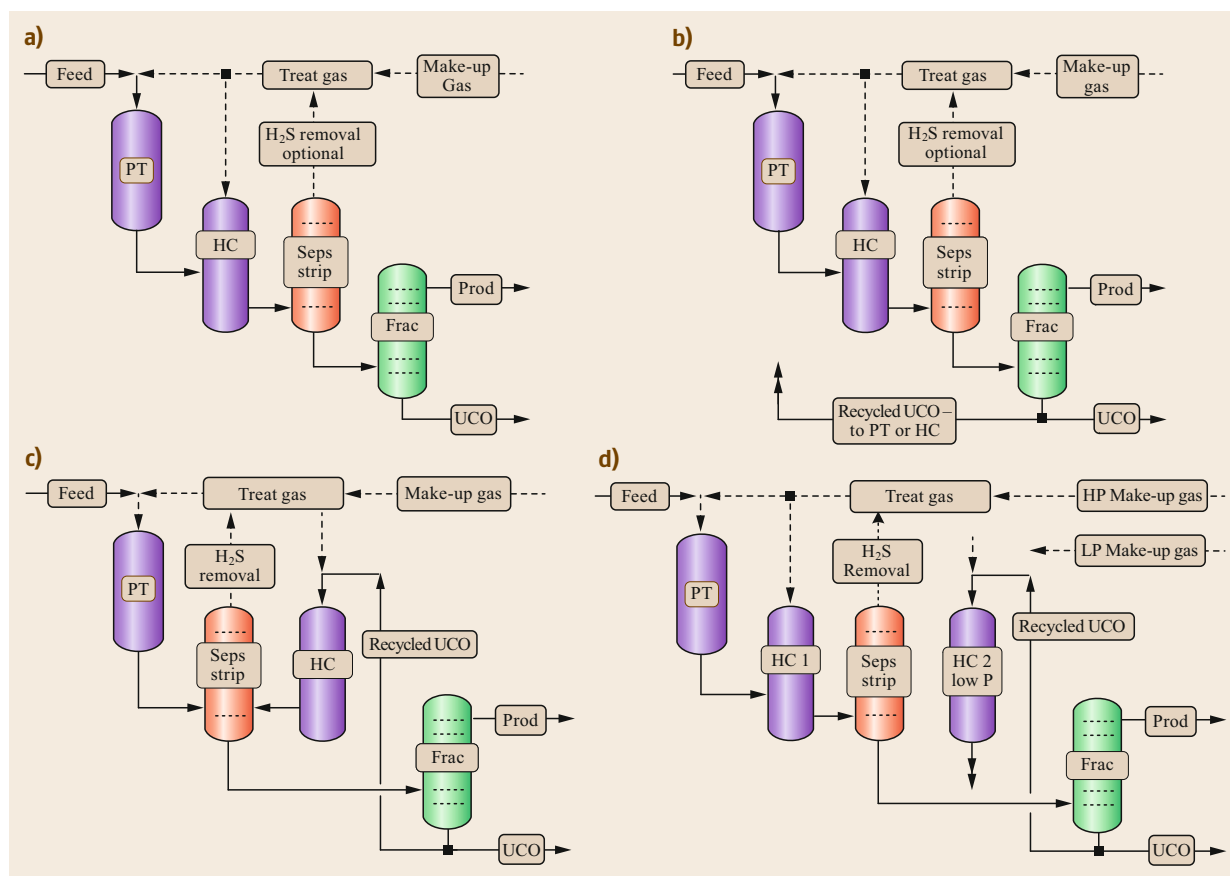 a)
Feed
Treat gas
Make-up
Gas
H₂S removal
optional
PT
HC
Seps
strip
Prod
Frac
UCO
b)
Feed
Treat gas
Make-up
gas
H₂S removal
optional
PT
HC
Seps
strip
Prod
Frac
Recycled UCO –
to PT or HC
UCO
c)
Feed
Treat gas
Make-up gas
H₂S
removal
PT
Seps
strip
HC
Recycled UCO
Prod
Frac
UCO
d)
Feed
Treat gas
HP Make-up gas
LP Make-up gas
H₂S
Removal
PT
HC 1
Seps
strip
HC 2
low P
Recycled UCO
Prod
Frac
UCO